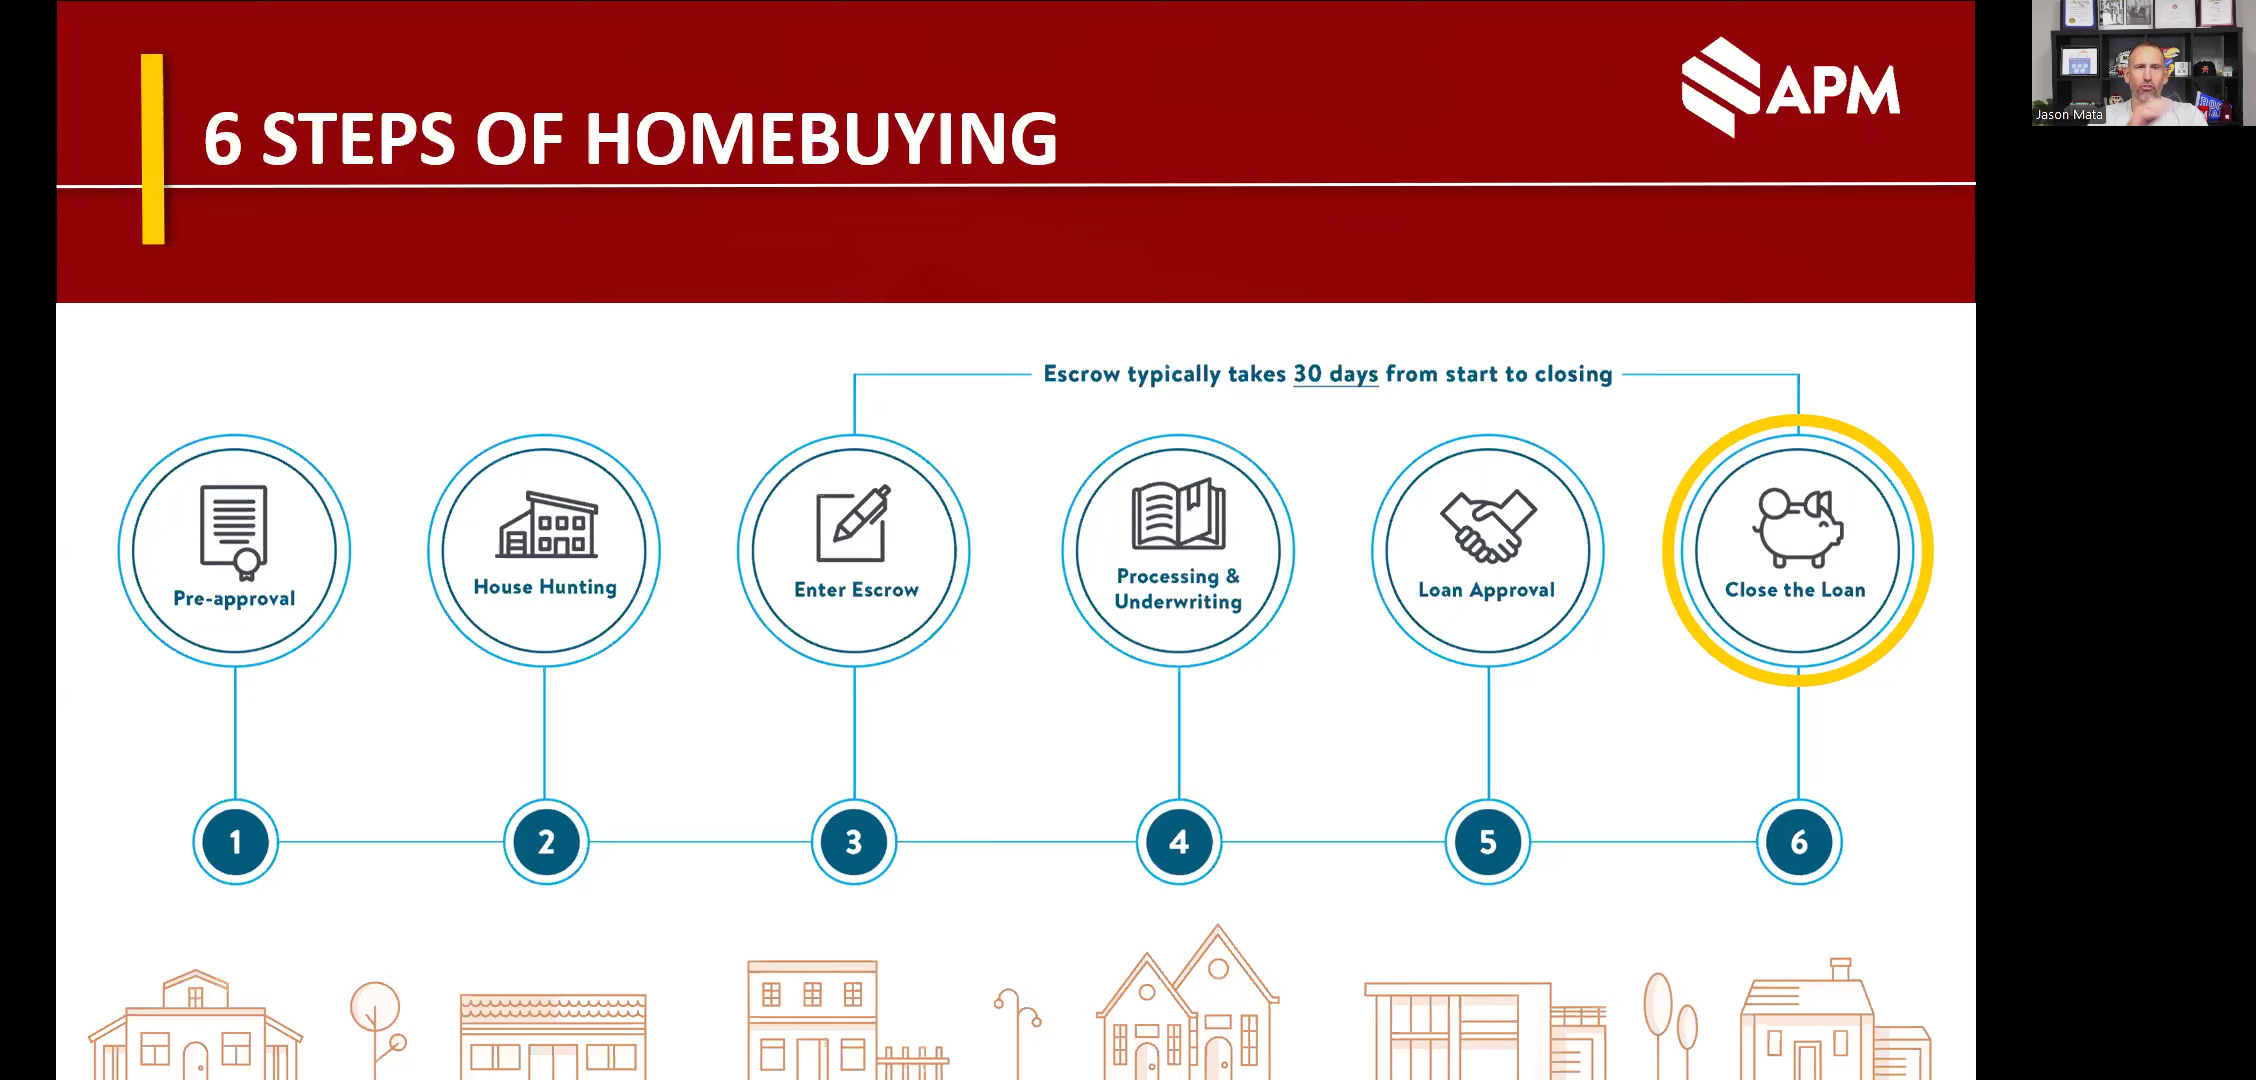 6 STEPS OF HOMEBUYING
APM
Jason Mata
Escrow typically takes 30 days from start to closing
Pre-approval
House Hunting
Enter Escrow
Processing &
Underwriting
Loan Approval
Close the Loan
1
2
3
4
5
6